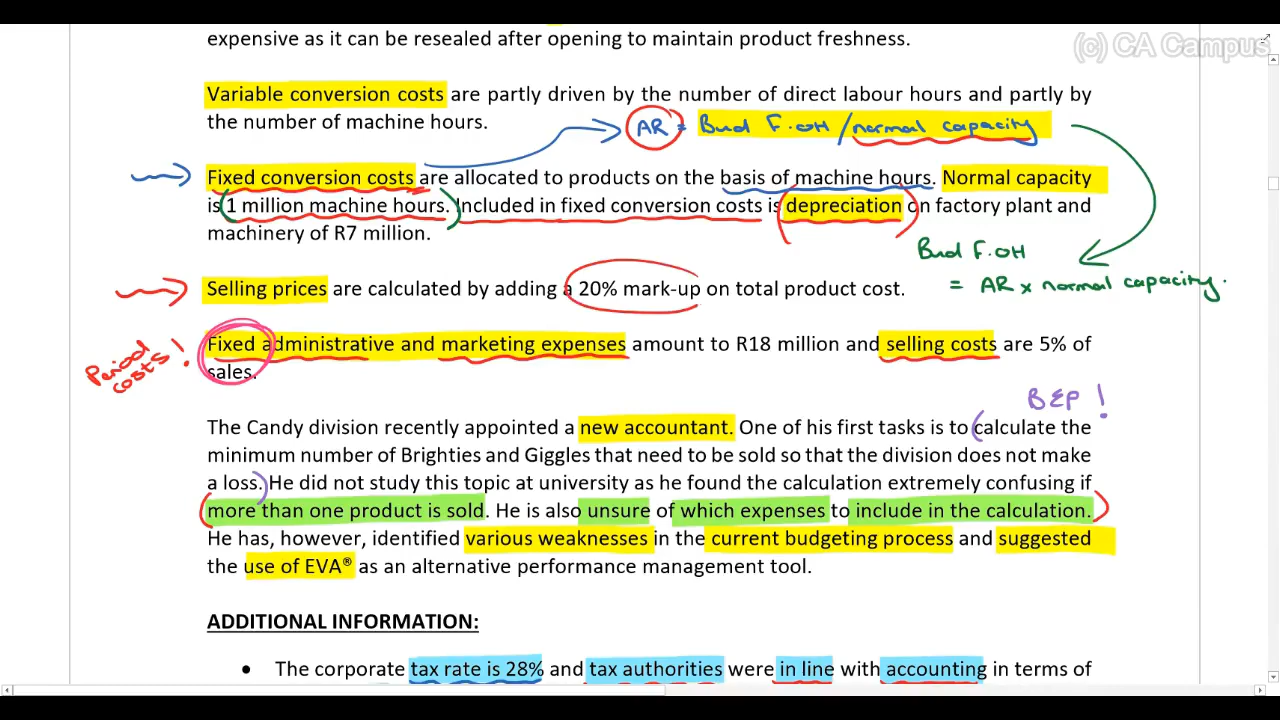 expensive as it can be resealed after opening to maintain product freshness.
(c) CA Campus
Variable conversion costs are partly driven by the number of direct labour hours and partly by
the number of machine hours.
AR = Bud F.OH / normal capacity
Fixed conversion costs are allocated to products on the basis of machine hours. Normal capacity
is 1 million machine hours. Included in fixed conversion costs is depreciation on factory plant and
machinery of R7 million.
Bud F.OH
= AR x normal capacity.
Selling prices are calculated by adding a 20% mark-up on total product cost.
Period
costs !
Fixed administrative and marketing expenses amount to R18 million and selling costs are 5% of
sales.
BEP !
The Candy division recently appointed a new accountant. One of his first tasks is to calculate the
minimum number of Brighties and Giggles that need to be sold so that the division does not make
a loss. He did not study this topic at university as he found the calculation extremely confusing if
more than one product is sold. He is also unsure of which expenses to include in the calculation.
He has, however, identified various weaknesses in the current budgeting process and suggested
the use of EVA® as an alternative performance management tool.
ADDITIONAL INFORMATION:
• The corporate tax rate is 28% and tax authorities were in line with accounting in terms of